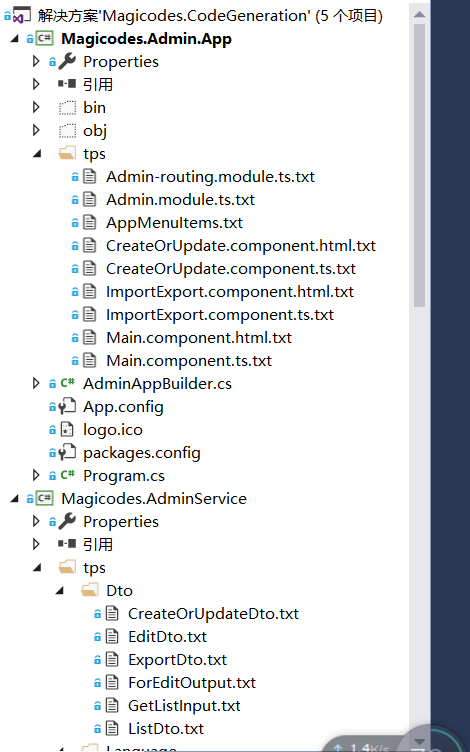 解决方案'Magicodes.CodeGeneration' (5 个项目)
C# Magicodes.Admin.App
Properties
引用
bin
obj
tps
Admin-routing.module.ts.txt
Admin.module.ts.txt
AppMenuItems.txt
CreateOrUpdate.component.html.txt
CreateOrUpdate.component.ts.txt
ImportExport.component.html.txt
ImportExport.component.ts.txt
Main.component.html.txt
Main.component.ts.txt
C# AdminAppBuilder.cs
App.config
logo.ico
packages.config
C# Program.cs
C# Magicodes.AdminService
Properties
引用
tps
Dto
CreateOrUpdateDto.txt
EditDto.txt
ExportDto.txt
ForEditOutput.txt
GetListInput.txt
ListDto.txt
Language
1.4K/s